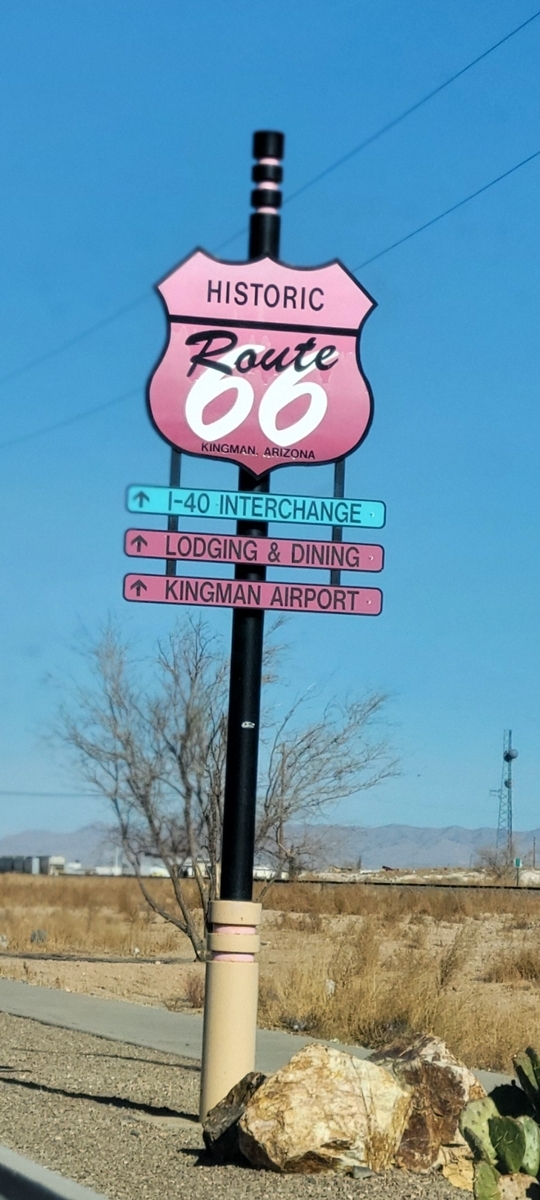 HISTORIC
Route
66
KINGMAN, ARIZONA
↑ I-40 INTERCHANGE
↑ LODGING & DINING
↑ KINGMAN AIRPORT